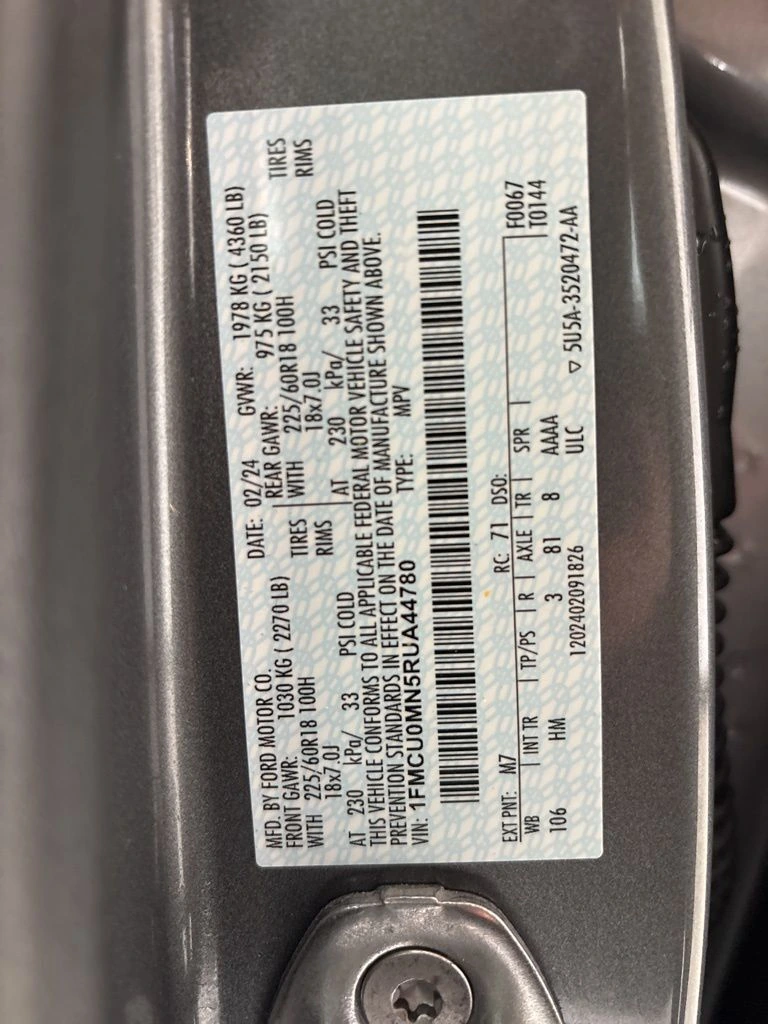 MFD. BY FORD MOTOR CO.
DATE: 02/24 GVWR: 1978 KG ( 4360 LB)
FRONT GAWR: 1030 KG ( 2270 LB) REAR GAWR: 975 KG ( 2150 LB)
WITH 225/60R18 100H TIRES WITH 225/60R18 100H TIRES
18x7.0J RIMS 18x7.0J RIMS
AT 230 kPa/ 33 PSI COLD AT 230 kPa/ 33 PSI COLD
THIS VEHICLE CONFORMS TO ALL APPLICABLE FEDERAL MOTOR VEHICLE SAFETY AND THEFT
PREVENTION STANDARDS IN EFFECT ON THE DATE OF MANUFACTURE SHOWN ABOVE.
VIN: 1FMCU0MN5RUA44780 TYPE: MPV
EXT PNT: M7 RC: 71 DSO: F0067
WB INT TR TP/PS R AXLE TR SPR T0144
106 HM 3 81 8 AAAA
1202402091826 ULC ▽ 5U5A-3520472-AA